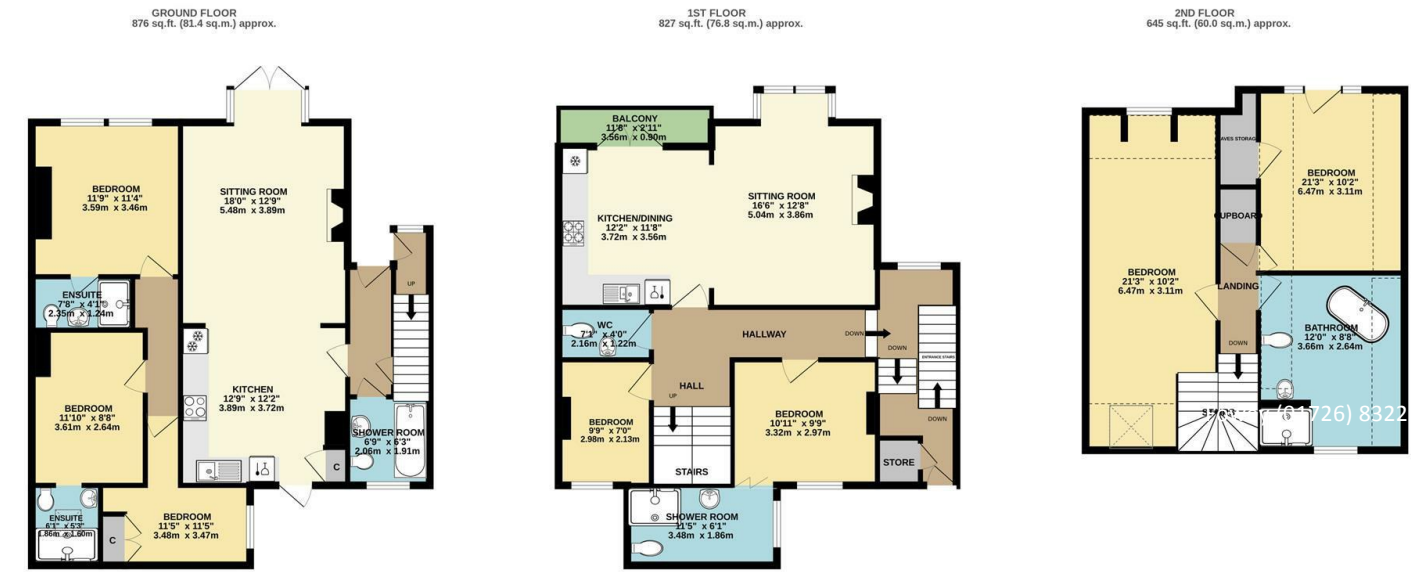 GROUND FLOOR
876 sq.ft. (81.4 sq.m.) approx.
BEDROOM
11'9" x 11'4"
3.59m x 3.46m
SITTING ROOM
18'0" x 12'9"
5.48m x 3.89m
UP
ENSUITE
7'8" x 4'1"
2.35m x 1.24m
KITCHEN
12'9" x 12'2"
3.89m x 3.72m
BEDROOM
11'10" x 8'8"
3.61m x 2.64m
SHOWER ROOM
6'9" x 6'3"
2.06m x 1.91m
C
ENSUITE
6'1" x 5'3"
1.86m x 1.60m
C
BEDROOM
11'5" x 11'5"
3.48m x 3.47m
1ST FLOOR
827 sq.ft. (76.8 sq.m.) approx.
BALCONY
11'8" x 2'11"
3.56m x 0.90m
KITCHEN/DINING
12'2" x 11'8"
3.72m x 3.56m
SITTING ROOM
16'6" x 12'8"
5.04m x 3.86m
WC
7'1" x 4'0"
2.16m x 1.22m
HALLWAY
DOWN
DOWN
ENTRANCE STAIRS
HALL
UP
BEDROOM
9'9" x 7'0"
2.98m x 2.13m
BEDROOM
10'11" x 9'9"
3.32m x 2.97m
DOWN
STAIRS
STORE
SHOWER ROOM
11'5" x 6'1"
3.48m x 1.86m
2ND FLOOR
645 sq.ft. (60.0 sq.m.) approx.
EAVES STORAGE
BEDROOM
21'3" x 10'2"
6.47m x 3.11m
CUPBOARD
BEDROOM
21'3" x 10'2"
6.47m x 3.11m
LANDING
DOWN
BATHROOM
12'0" x 8'8"
3.66m x 2.64m
(01726) 8322